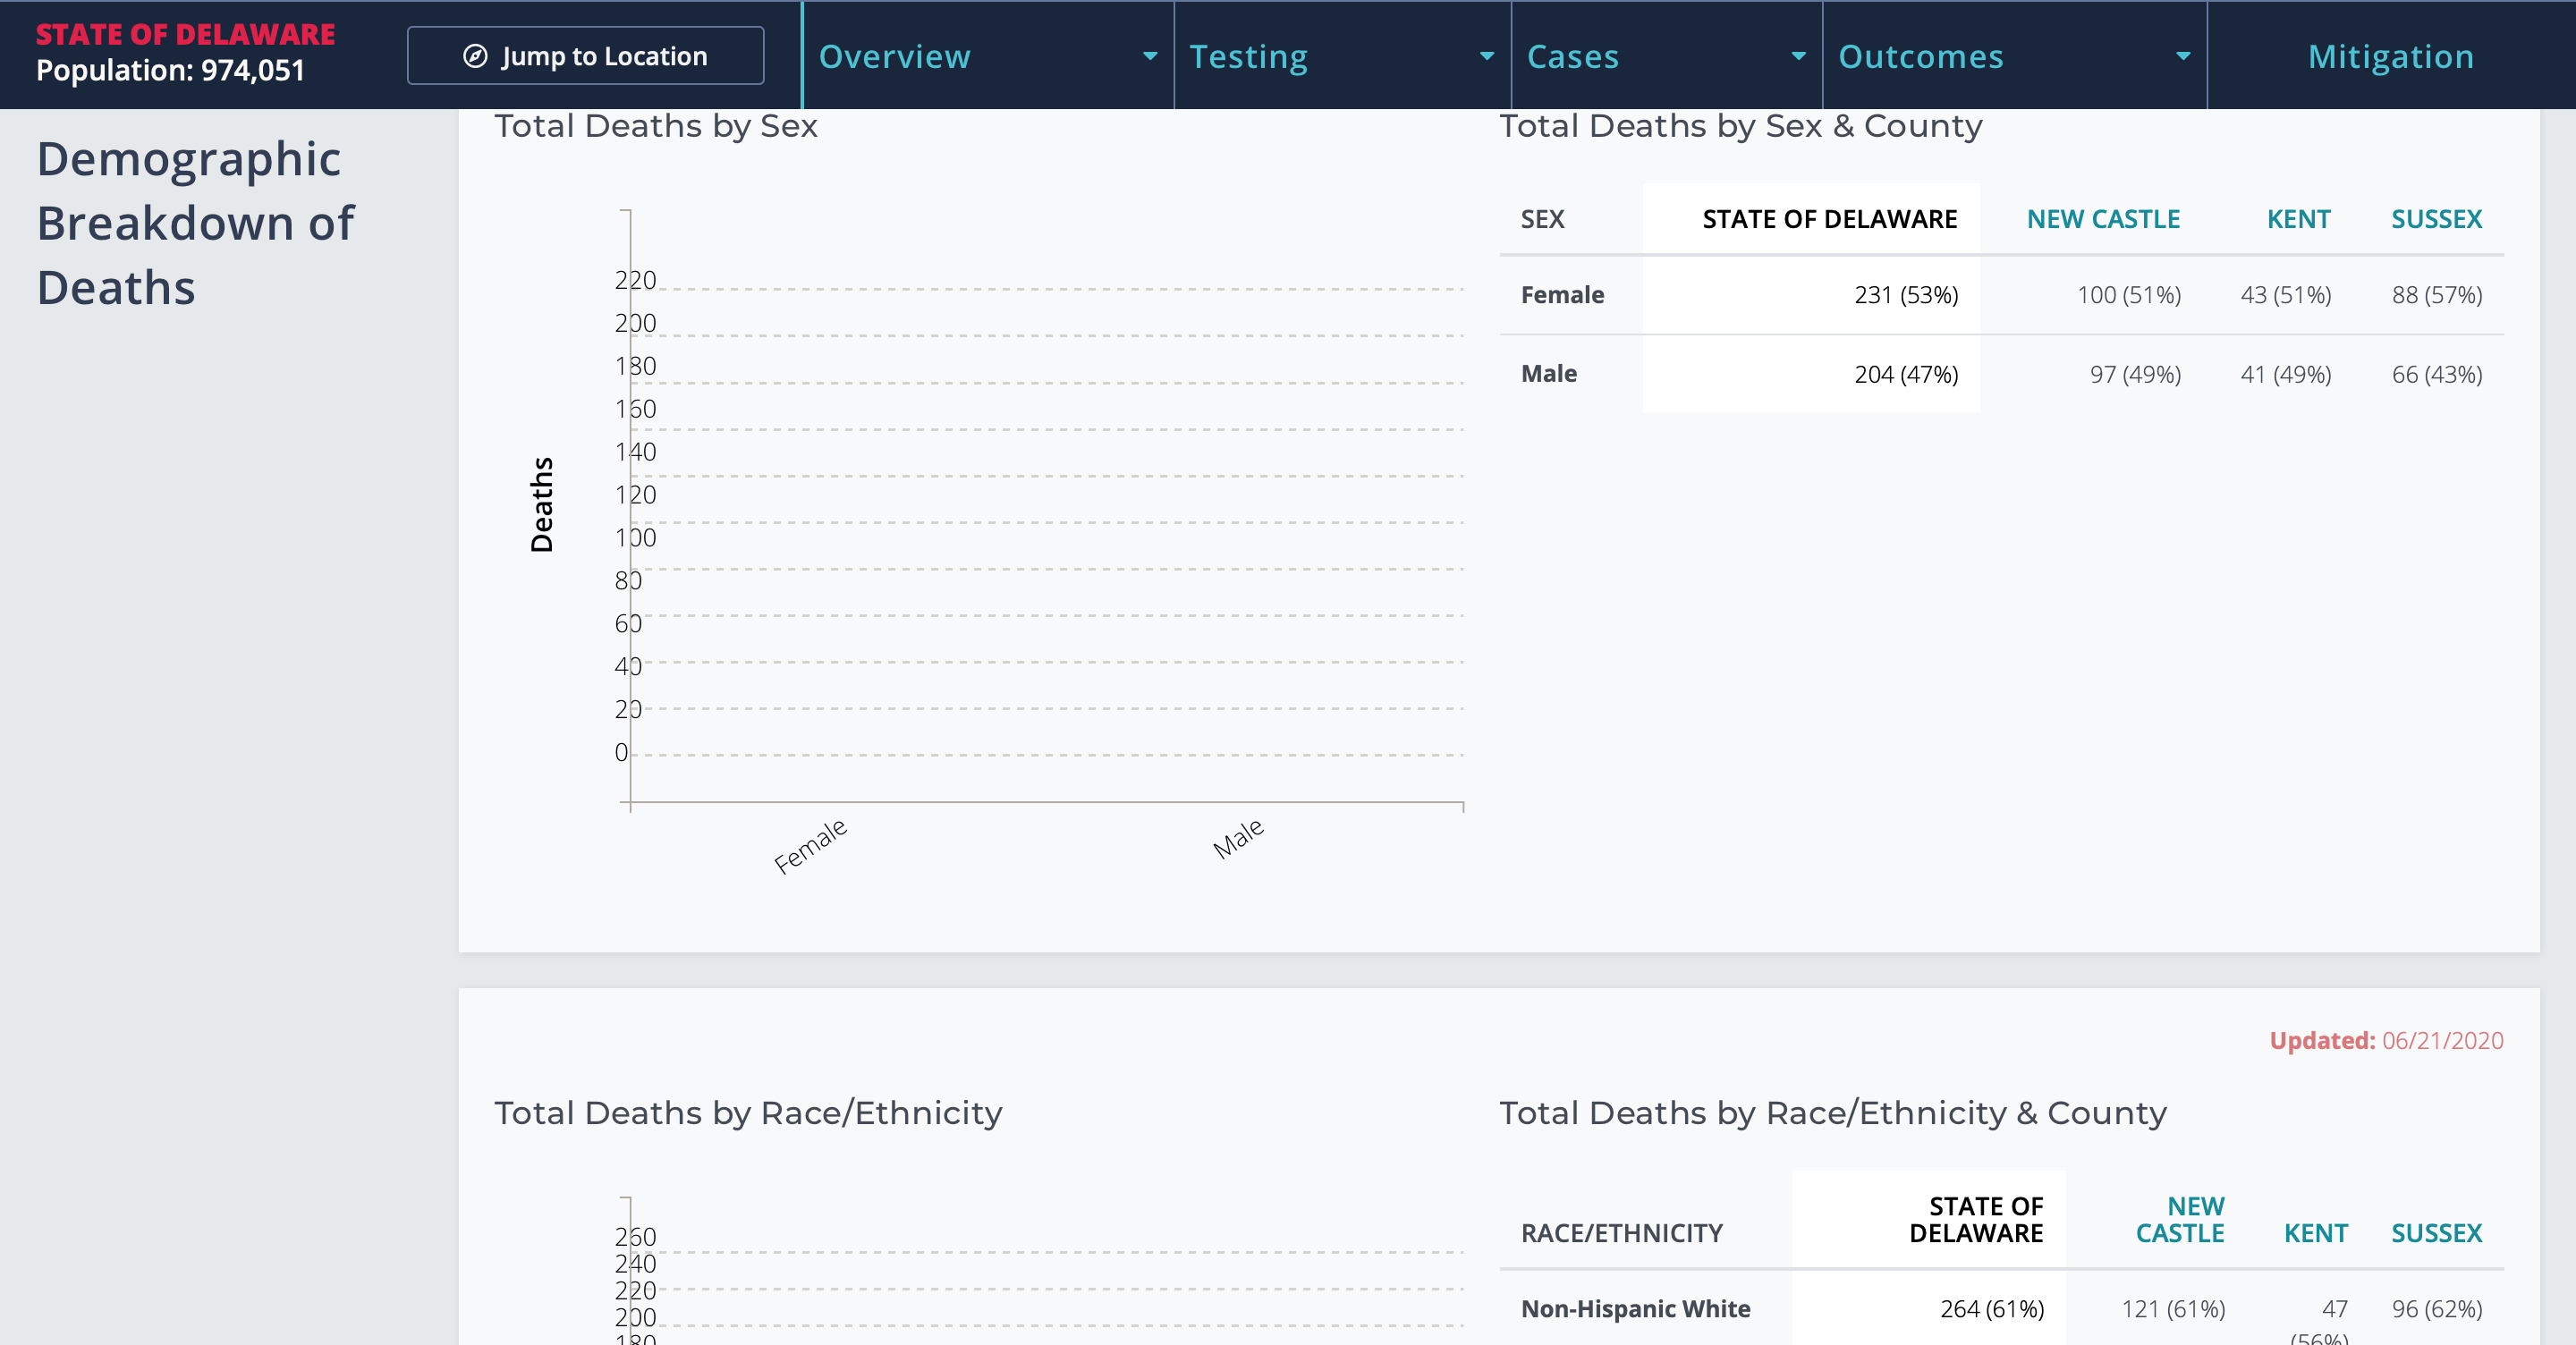 STATE OF DELAWARE
Population: 974,051
Jump to Location
Overview
Testing
Cases
Outcomes
Mitigation
Demographic
Breakdown of
Deaths
Total Deaths by Sex
Deaths
220
200
180
160
140
120
100
80
60
40
20
0
Female
Male
Total Deaths by Sex & County
SEX STATE OF DELAWARE NEW CASTLE KENT SUSSEX
Female 231 (53%) 100 (51%) 43 (51%) 88 (57%)
Male 204 (47%) 97 (49%) 41 (49%) 66 (43%)
Updated: 06/21/2020
Total Deaths by Race/Ethnicity
260
240
220
200
180
Total Deaths by Race/Ethnicity & County
RACE/ETHNICITY STATE OF DELAWARE NEW CASTLE KENT SUSSEX
Non-Hispanic White 264 (61%) 121 (61%) 47 (56%) 96 (62%)